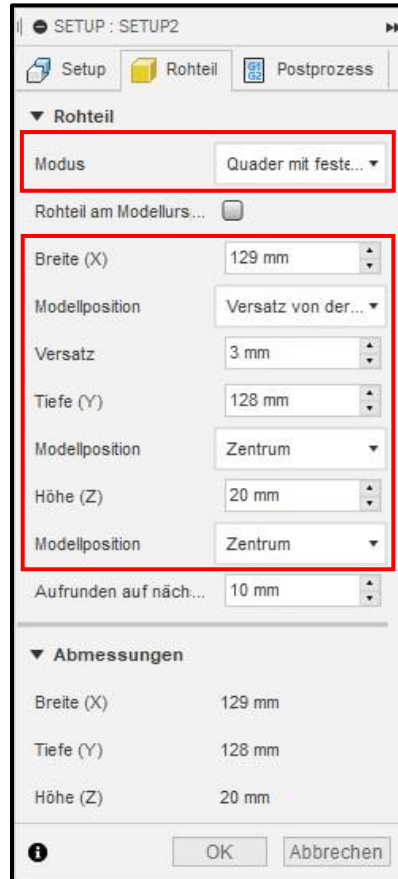 SETUP : SETUP2
Setup Rohteil G1 G2 Postprozess
Rohteil
Modus Quader mit feste...
Rohteil am Modellurs...
Breite (X) 129 mm
Modellposition Versatz von der...
Versatz 3 mm
Tiefe (Y) 128 mm
Modellposition Zentrum
Höhe (Z) 20 mm
Modellposition Zentrum
Aufrunden auf näch... 10 mm
Abmessungen
Breite (X) 129 mm
Tiefe (Y) 128 mm
Höhe (Z) 20 mm
OK Abbrechen